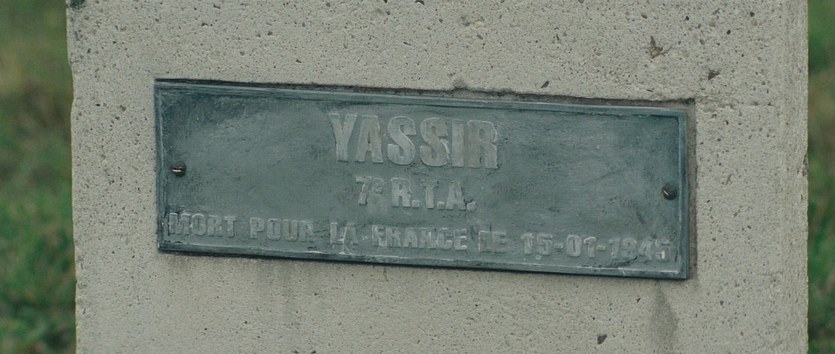 YASSIR
7e R.T.A.
MORT POUR LA FRANCE LE 15-01-1945